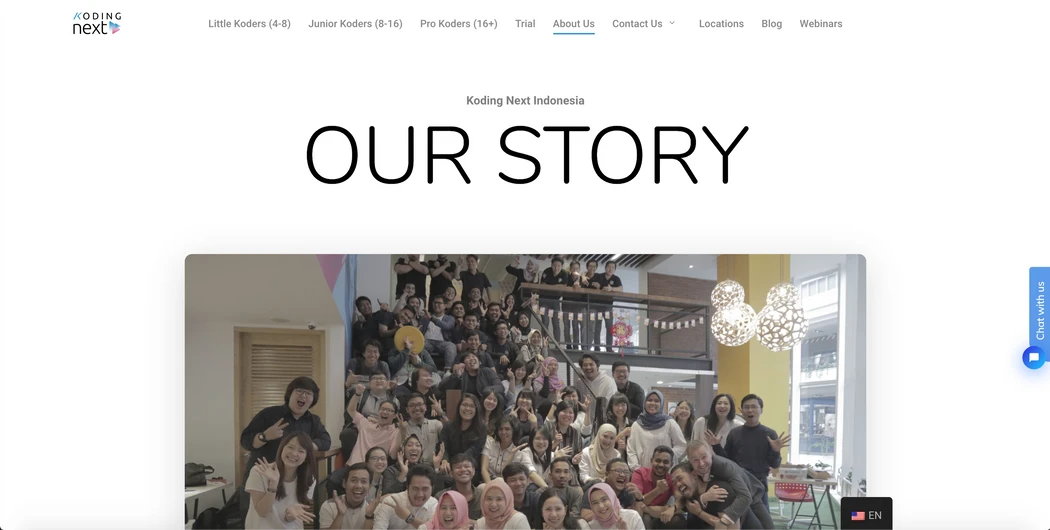 KODING
next
Little Koders (4-8) Junior Koders (8-16) Pro Koders (16+) Trial About Us Contact Us Locations Blog Webinars
Koding Next Indonesia
OUR STORY
Chat with us
EN